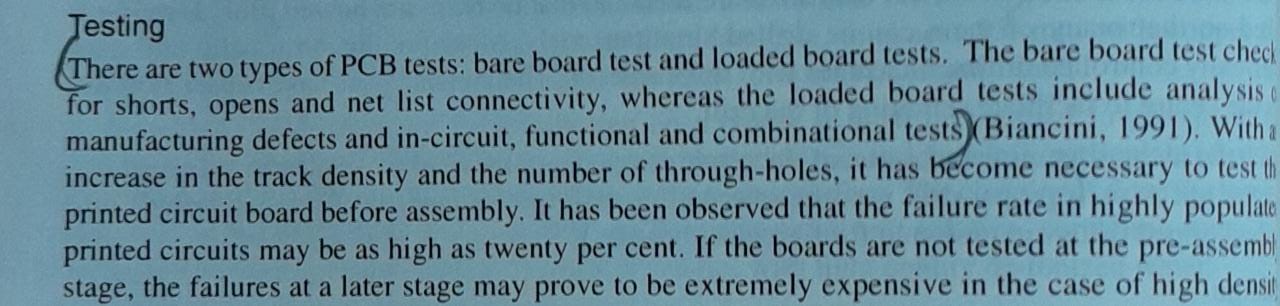 Testing
There are two types of PCB tests: bare board test and loaded board tests. The bare board test check
for shorts, opens and net list connectivity, whereas the loaded board tests include analysis
manufacturing defects and in-circuit, functional and combinational tests (Biancini, 1991). With a
increase in the track density and the number of through-holes, it has become necessary to test th
printed circuit board before assembly. It has been observed that the failure rate in highly populate
printed circuits may be as high as twenty per cent. If the boards are not tested at the pre-assembl
stage, the failures at a later stage may prove to be extremely expensive in the case of high densit